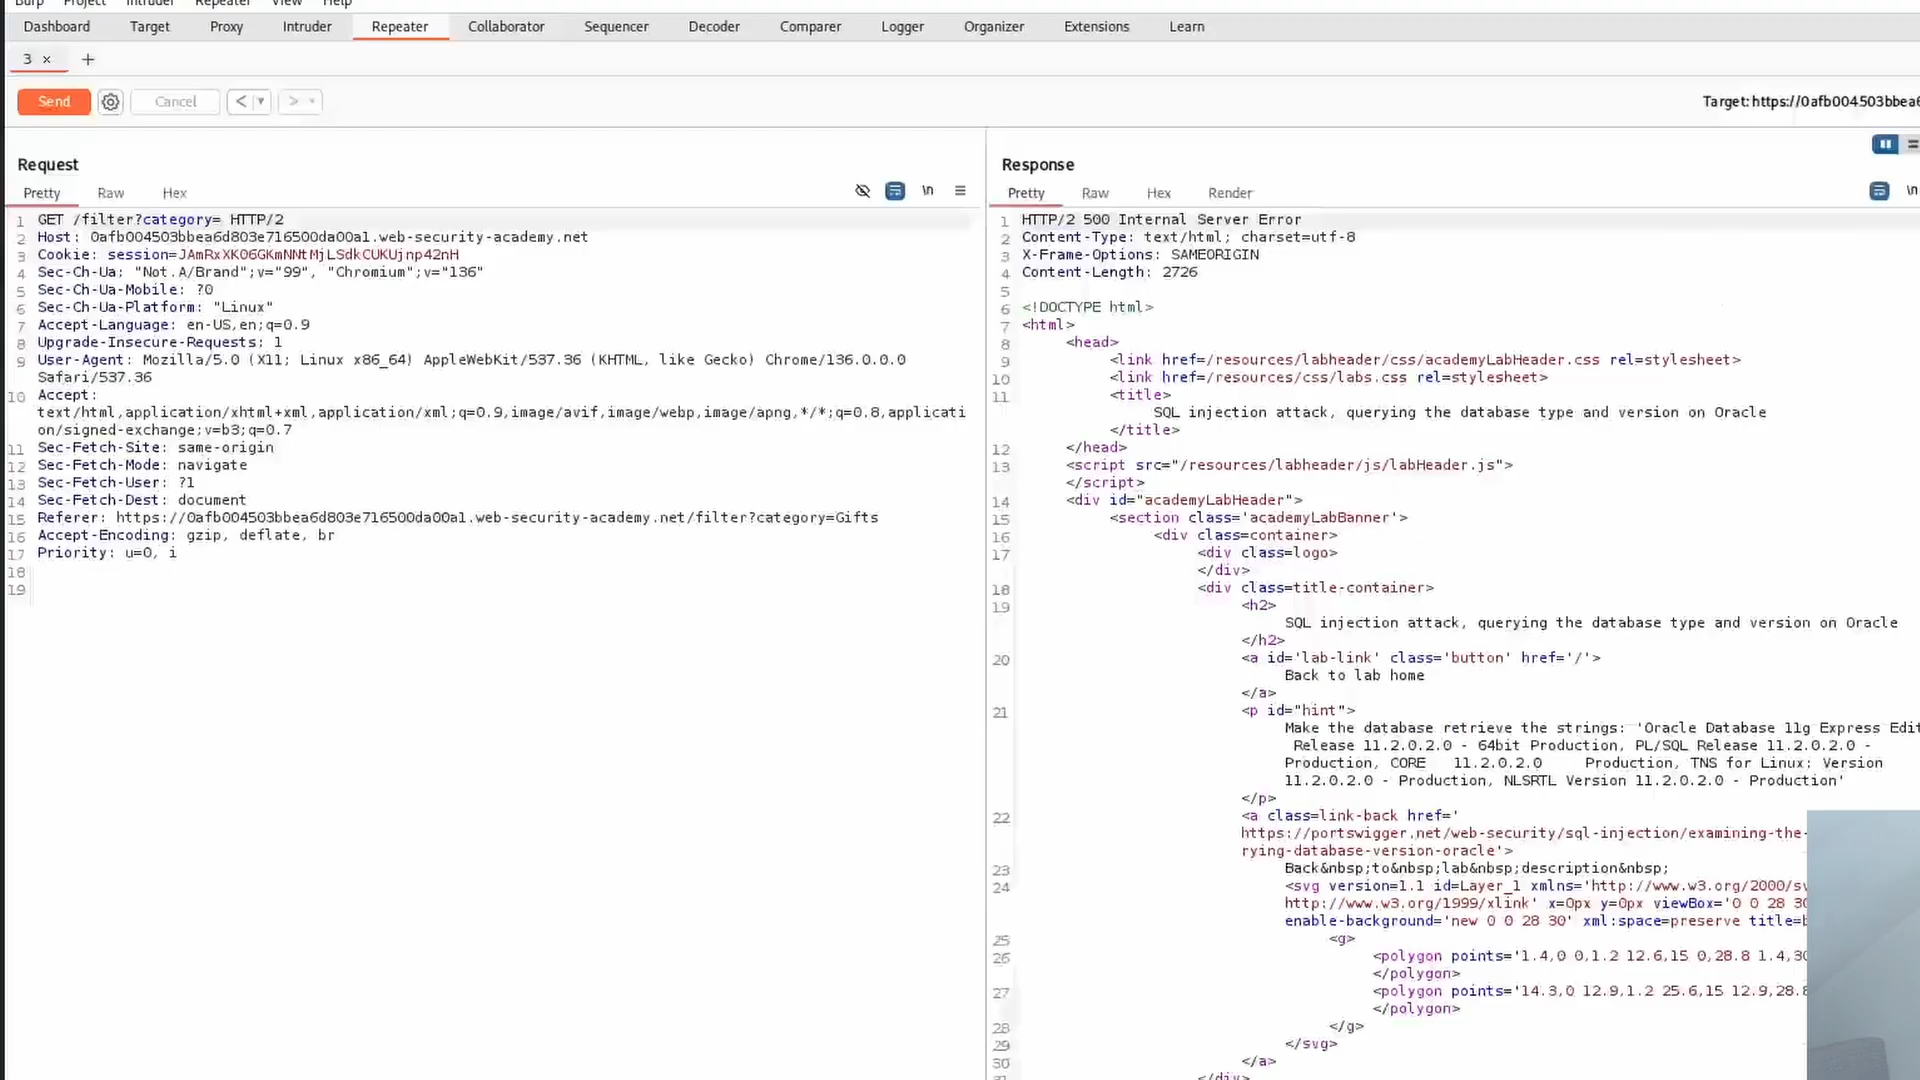 Burp Project Intruder Repeater View Help
Dashboard Target Proxy Intruder Repeater Collaborator Sequencer Decoder Comparer Logger Organizer Extensions Learn
3 × +
Send Cancel < >
Target: https://0afb004503bbea6
Request
Pretty Raw Hex \n
1 GET /filter?category= HTTP/2
2 Host: 0afb004503bbea6d803e716500da00a1.web-security-academy.net
3 Cookie: session=JAmRxXKO6GKmNNtMjLSdkCUKUjnp42nH
4 Sec-Ch-Ua: "Not.A/Brand";v="99", "Chromium";v="136"
5 Sec-Ch-Ua-Mobile: ?0
6 Sec-Ch-Ua-Platform: "Linux"
7 Accept-Language: en-US,en;q=0.9
8 Upgrade-Insecure-Requests: 1
9 User-Agent: Mozilla/5.0 (X11; Linux x86_64) AppleWebKit/537.36 (KHTML, like Gecko) Chrome/136.0.0.0
Safari/537.36
10 Accept:
text/html,application/xhtml+xml,application/xml;q=0.9,image/avif,image/webp,image/apng,*/*;q=0.8,applicati
on/signed-exchange;v=b3;q=0.7
11 Sec-Fetch-Site: same-origin
12 Sec-Fetch-Mode: navigate
13 Sec-Fetch-User: ?1
14 Sec-Fetch-Dest: document
15 Referer: https://0afb004503bbea6d803e716500da00a1.web-security-academy.net/filter?category=Gifts
16 Accept-Encoding: gzip, deflate, br
17 Priority: u=0, i
18
19
Response
Pretty Raw Hex Render \n
1 HTTP/2 500 Internal Server Error
2 Content-Type: text/html; charset=utf-8
3 X-Frame-Options: SAMEORIGIN
4 Content-Length: 2726
5
6 <!DOCTYPE html>
7 <html>
8 <head>
9 <link href=/resources/labheader/css/academyLabHeader.css rel=stylesheet>
10 <link href=/resources/css/labs.css rel=stylesheet>
11 <title>
SQL injection attack, querying the database type and version on Oracle
</title>
12 </head>
13 <script src="/resources/labheader/js/labHeader.js">
</script>
14 <div id="academyLabHeader">
15 <section class='academyLabBanner'>
16 <div class=container>
17 <div class=logo>
</div>
18 <div class=title-container>
19 <h2>
SQL injection attack, querying the database type and version on Oracle
</h2>
20 <a id='lab-link' class='button' href='/'>
Back to lab home
</a>
21 <p id="hint">
Make the database retrieve the strings: 'Oracle Database 11g Express Edit
Release 11.2.0.2.0 - 64bit Production, PL/SQL Release 11.2.0.2.0 -
Production, CORE 11.2.0.2.0 Production, TNS for Linux: Version
11.2.0.2.0 - Production, NLSRTL Version 11.2.0.2.0 - Production'
</p>
22 <a class=link-back href='
https://portswigger.net/web-security/sql-injection/examining-the-
rying-database-version-oracle'>
23 Back&nbsp;to&nbsp;lab&nbsp;description&nbsp;
24 <svg version=1.1 id=Layer_1 xmlns='http://www.w3.org/2000/sv
http://www.w3.org/1999/xlink' x=0px y=0px viewBox='0 0 28 30
enable-background='new 0 0 28 30' xml:space=preserve title=b
25 <g>
26 <polygon points='1.4,0 0,1.2 12.6,15 0,28.8 1.4,30
</polygon>
27 <polygon points='14.3,0 12.9,1.2 25.6,15 12.9,28.8
</polygon>
28 </g>
29 </svg>
30 </a>
31 </div>